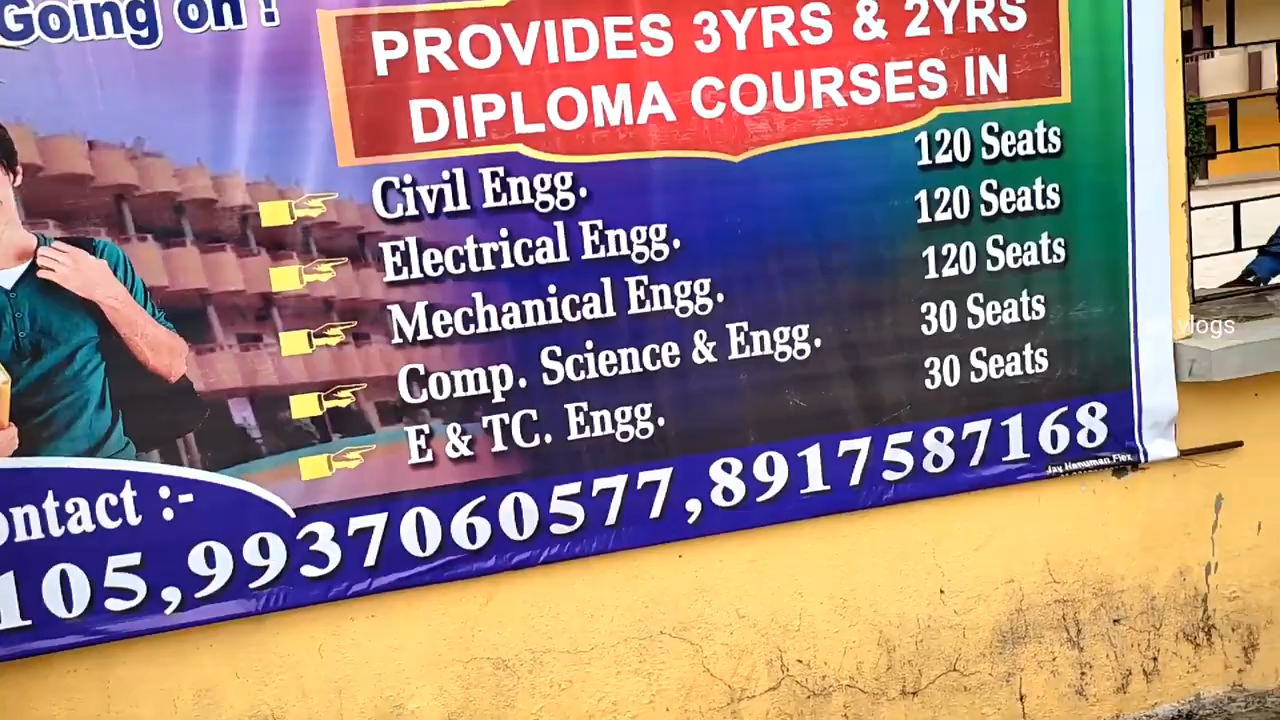 Going on !
PROVIDES 3YRS & 2YRS
DIPLOMA COURSES IN
Civil Engg. 120 Seats
Electrical Engg. 120 Seats
Mechanical Engg. 120 Seats
Comp. Science & Engg. 30 Seats
E & TC. Engg. 30 Seats
ontact :-
105,9937060577,8917587168
Jay Hanuman Flex
vlogs